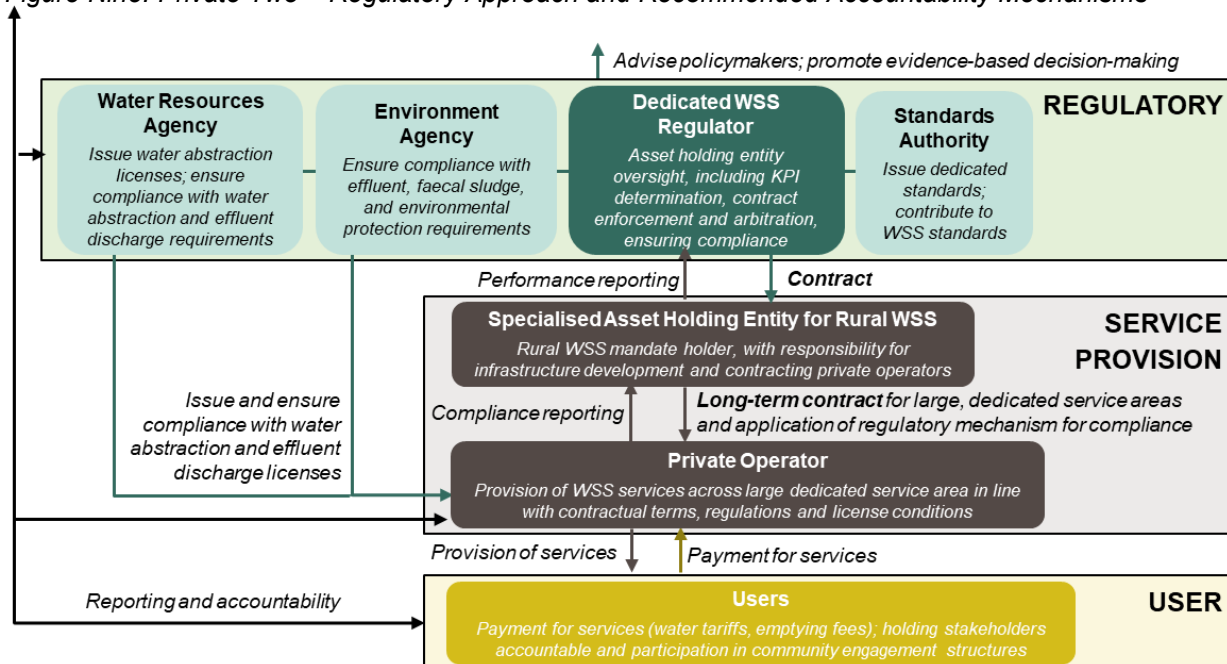 Figure Nine: Private Two – Regulatory Approach and Recommended Accountability Mechanisms
Advise policymakers; promote evidence-based decision-making
REGULATORY
Water Resources
Agency
Issue water abstraction
licenses; ensure
compliance with water
abstraction and effluent
discharge requirements
Environment
Agency
Ensure compliance with
effluent, faecal sludge,
and environmental
protection requirements
Dedicated WSS
Regulator
Asset holding entity
oversight, including KPI
determination, contract
enforcement and arbitration,
ensuring compliance
Standards
Authority
Issue dedicated
standards;
contribute to
WSS standards
Performance reporting
Contract
SERVICE
PROVISION
Specialised Asset Holding Entity for Rural WSS
Rural WSS mandate holder, with responsibility for
infrastructure development and contracting private operators
Issue and ensure
compliance with water
abstraction and effluent
discharge licenses
Compliance reporting
Long-term contract for large, dedicated service areas
and application of regulatory mechanism for compliance
Private Operator
Provision of WSS services across large dedicated service area in line
with contractual terms, regulations and license conditions
Provision of services
Payment for services
Reporting and accountability
USER
Users
Payment for services (water tariffs, emptying fees); holding stakeholders
accountable and participation in community engagement structures